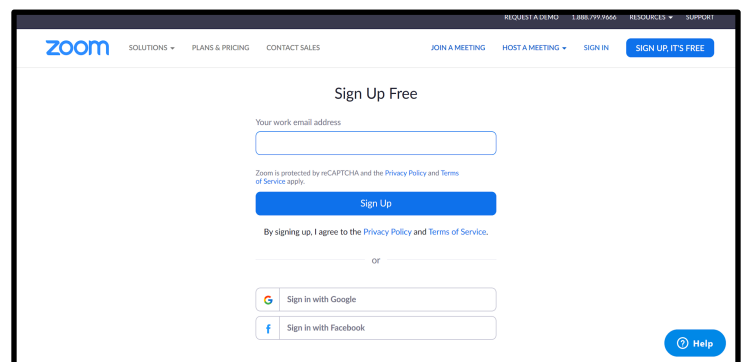 REQUEST A DEMO 1.888.799.9666 RESOURCES SUPPORT
zoom SOLUTIONS PLANS & PRICING CONTACT SALES JOIN A MEETING HOST A MEETING SIGN IN SIGN UP, IT'S FREE
Sign Up Free
Your work email address
Zoom is protected by reCAPTCHA and the Privacy Policy and Terms
of Service apply.
Sign Up
By signing up, I agree to the Privacy Policy and Terms of Service.
or
G Sign in with Google
f Sign in with Facebook
? Help